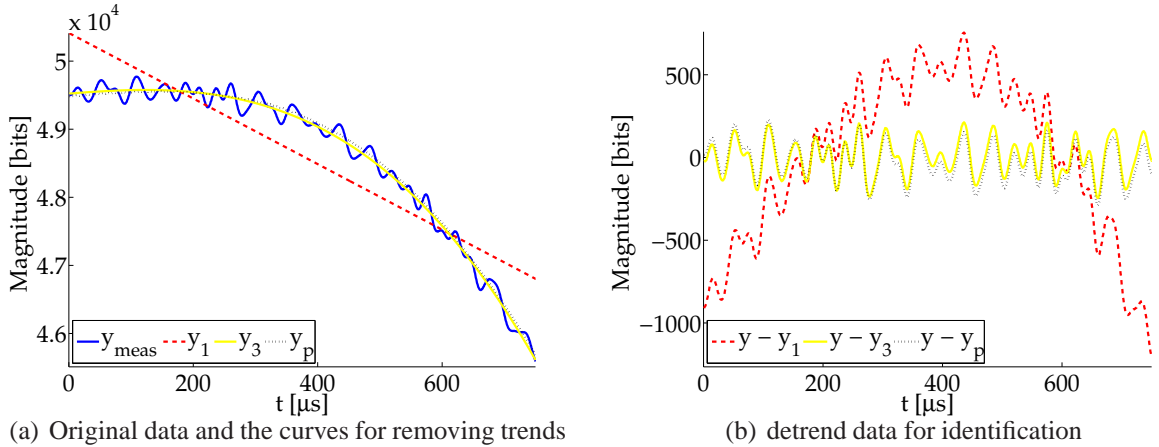 x 10⁴
5
4.9
4.8
4.7
4.6
Magnitude [bits]
0 200 400 600
t [μs]
y_meas y_1 y_3 y_p
(a) Original data and the curves for removing trends
500
0
−500
−1000
Magnitude [bits]
0 200 400 600
t [μs]
y − y_1 y − y_3 y − y_p
(b) detrend data for identification